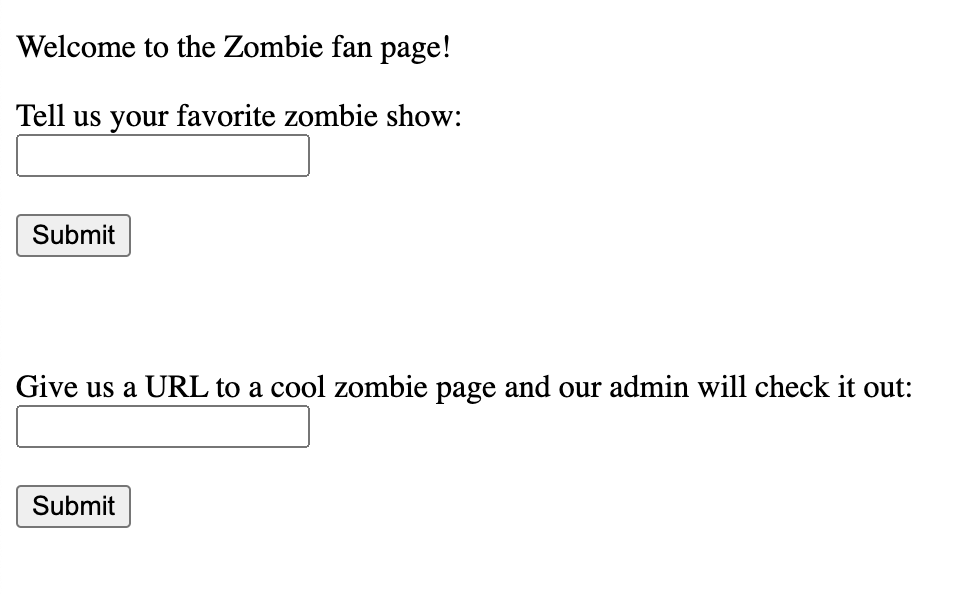 Welcome to the Zombie fan page!
Tell us your favorite zombie show:
Submit
Give us a URL to a cool zombie page and our admin will check it out:
Submit